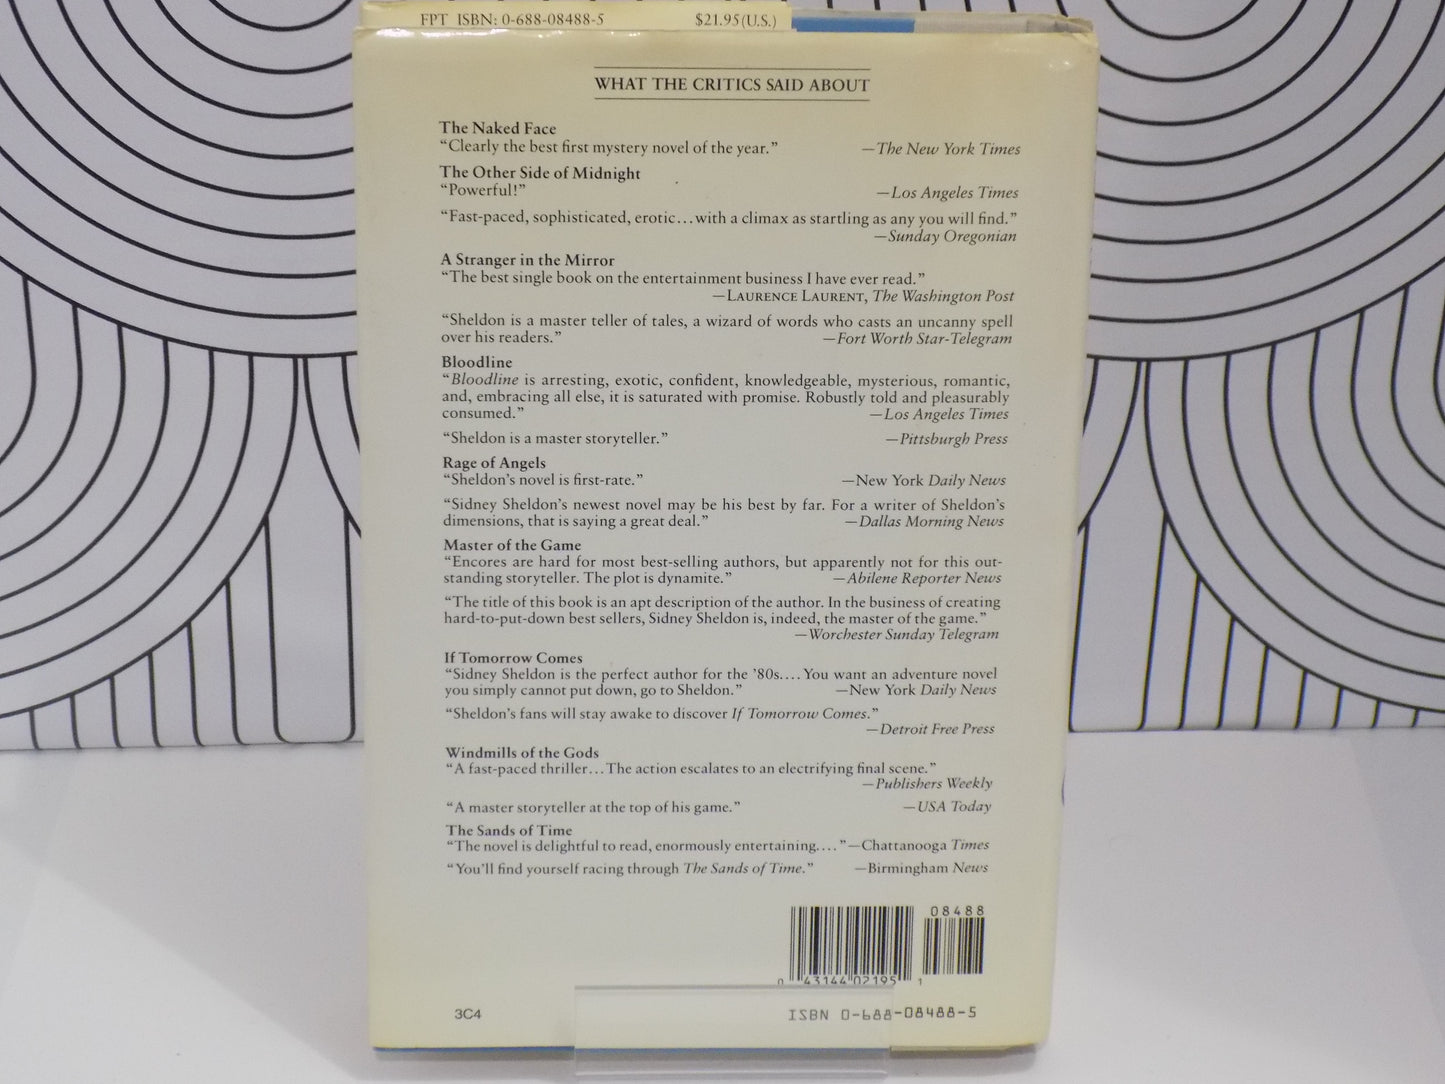 FPT ISBN: 0-688-08488-5 $21.95 (U.S.)
WHAT THE CRITICS SAID ABOUT
The Naked Face
“Clearly the best first mystery novel of the year.” —The New York Times
The Other Side of Midnight
“Powerful!” —Los Angeles Times
“Fast-paced, sophisticated, erotic...with a climax as startling as any you will find.”
—Sunday Oregonian
A Stranger in the Mirror
“The best single book on the entertainment business I have ever read.”
—LAURENCE LAURENT, The Washington Post
“Sheldon is a master teller of tales, a wizard of words who casts an uncanny spell
over his readers.” —Fort Worth Star-Telegram
Bloodline
“Bloodline is arresting, exotic, confident, knowledgeable, mysterious, romantic,
and, embracing all else, it is saturated with promise. Robustly told and pleasurably
consumed.” —Los Angeles Times
“Sheldon is a master storyteller.” —Pittsburgh Press
Rage of Angels
“Sheldon's novel is first-rate.” —New York Daily News
“Sidney Sheldon's newest novel may be his best by far. For a writer of Sheldon's
dimensions, that is saying a great deal.” —Dallas Morning News
Master of the Game
“Encores are hard for most best-selling authors, but apparently not for this out-
standing storyteller. The plot is dynamite.” —Abilene Reporter News
“The title of this book is an apt description of the author. In the business of creating
hard-to-put-down best sellers, Sidney Sheldon is, indeed, the master of the game.”
—Worchester Sunday Telegram
If Tomorrow Comes
“Sidney Sheldon is the perfect author for the '80s.... You want an adventure novel
you simply cannot put down, go to Sheldon.” —New York Daily News
“Sheldon's fans will stay awake to discover If Tomorrow Comes.”
—Detroit Free Press
Windmills of the Gods
“A fast-paced thriller...The action escalates to an electrifying final scene.”
—Publishers Weekly
“A master storyteller at the top of his game.” —USA Today
The Sands of Time
“The novel is delightful to read, enormously entertaining....” —Chattanooga Times
“You'll find yourself racing through The Sands of Time.” —Birmingham News
08488
0 43144 02195 1
3C4 ISBN 0-688-08488-5